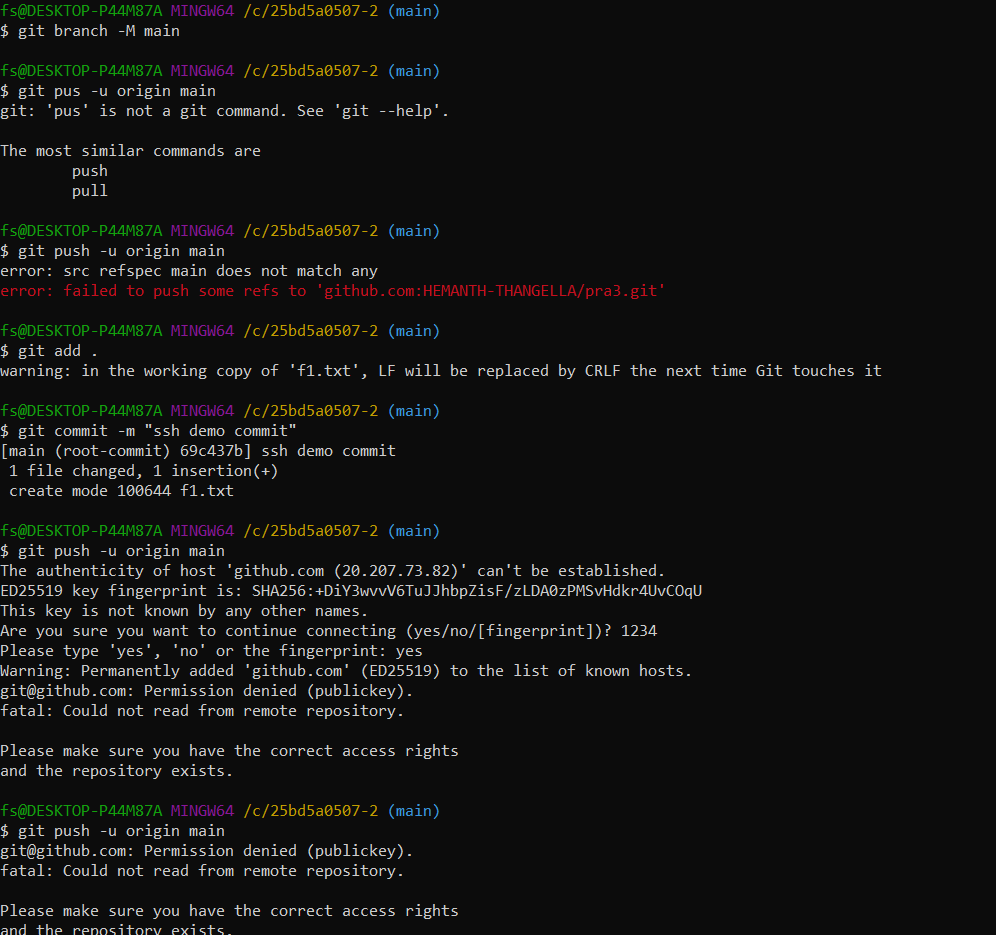 fs@DESKTOP-P44M87A MINGW64 /c/25bd5a0507-2 (main)
$ git branch -M main
fs@DESKTOP-P44M87A MINGW64 /c/25bd5a0507-2 (main)
$ git pus -u origin main
git: 'pus' is not a git command. See 'git --help'.
The most similar commands are
push
pull
fs@DESKTOP-P44M87A MINGW64 /c/25bd5a0507-2 (main)
$ git push -u origin main
error: src refspec main does not match any
error: failed to push some refs to 'github.com:HEMANTH-THANGELLA/pra3.git'
fs@DESKTOP-P44M87A MINGW64 /c/25bd5a0507-2 (main)
$ git add .
warning: in the working copy of 'f1.txt', LF will be replaced by CRLF the next time Git touches it
fs@DESKTOP-P44M87A MINGW64 /c/25bd5a0507-2 (main)
$ git commit -m "ssh demo commit"
[main (root-commit) 69c437b] ssh demo commit
1 file changed, 1 insertion(+)
create mode 100644 f1.txt
fs@DESKTOP-P44M87A MINGW64 /c/25bd5a0507-2 (main)
$ git push -u origin main
The authenticity of host 'github.com (20.207.73.82)' can't be established.
ED25519 key fingerprint is: SHA256:+DiY3wvvV6TuJJhbpZisF/zLDA0zPMSvHdkr4UvCOqU
This key is not known by any other names.
Are you sure you want to continue connecting (yes/no/[fingerprint])? 1234
Please type 'yes', 'no' or the fingerprint: yes
Warning: Permanently added 'github.com' (ED25519) to the list of known hosts.
git@github.com: Permission denied (publickey).
fatal: Could not read from remote repository.
Please make sure you have the correct access rights
and the repository exists.
fs@DESKTOP-P44M87A MINGW64 /c/25bd5a0507-2 (main)
$ git push -u origin main
git@github.com: Permission denied (publickey).
fatal: Could not read from remote repository.
Please make sure you have the correct access rights
and the repository exists.